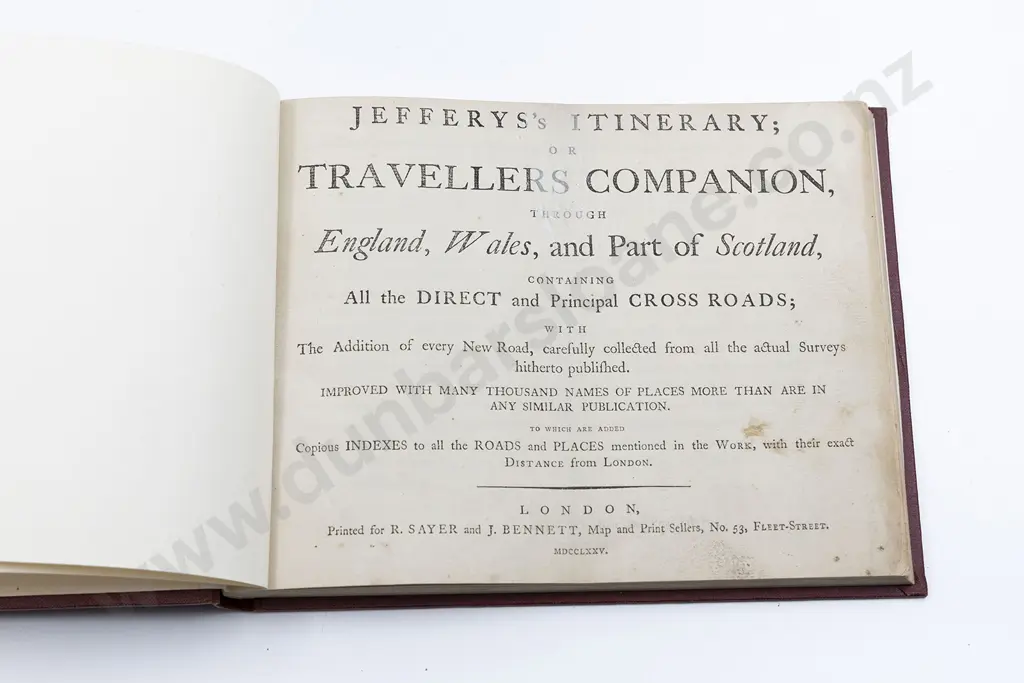 JEFFERYS's ITINERARY;
OR
TRAVELLERS COMPANION,
THROUGH
England, Wales, and Part of Scotland,
CONTAINING
All the DIRECT and Principal CROSS ROADS;
WITH
The Addition of every New Road, carefully collected from all the actual Surveys
hitherto publiſhed.
IMPROVED WITH MANY THOUSAND NAMES OF PLACES MORE THAN ARE IN
ANY SIMILAR PUBLICATION.
TO WHICH ARE ADDED
Copious INDEXES to all the ROADS and PLACES mentioned in the WORK, with their exact
DISTANCE from LONDON.
LONDON,
Printed for R. SAYER and J. BENNETT, Map and Print Sellers, No. 53, FLEET-STREET.
MDCCLXXV.
www.dunbarsloane.co.nz